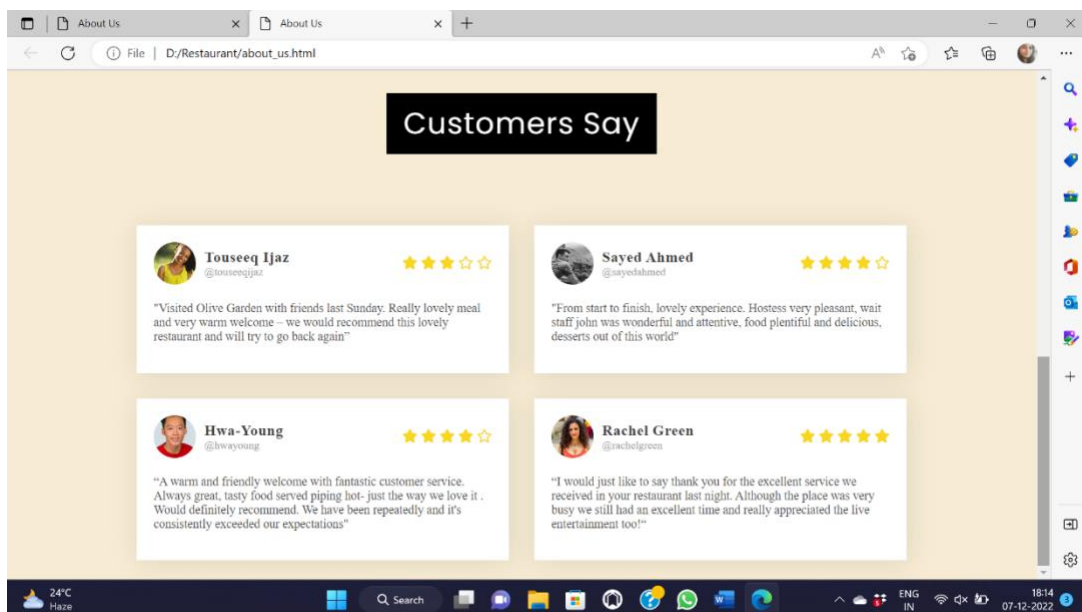 About Us
About Us
File | D:/Restaurant/about_us.html
Customers Say
Touseeq Ijaz
@touseeqijaz
"Visited Olive Garden with friends last Sunday. Really lovely meal
and very warm welcome – we would recommend this lovely
restaurant and will try to go back again”
Sayed Ahmed
@sayedahmed
"From start to finish, lovely experience. Hostess very pleasant, wait
staff john was wonderful and attentive, food plentiful and delicious,
desserts out of this world"
Hwa-Young
@hwayoung
“A warm and friendly welcome with fantastic customer service.
Always great, tasty food served piping hot- just the way we love it .
Would definitely recommend. We have been repeatedly and it's
consistently exceeded our expectations"
Rachel Green
@rachelgreen
“I would just like to say thank you for the excellent service we
received in your restaurant last night. Although the place was very
busy we still had an excellent time and really appreciated the live
entertainment too!“
24°C
Haze
Search
ENG
IN
18:14
07-12-2022
3